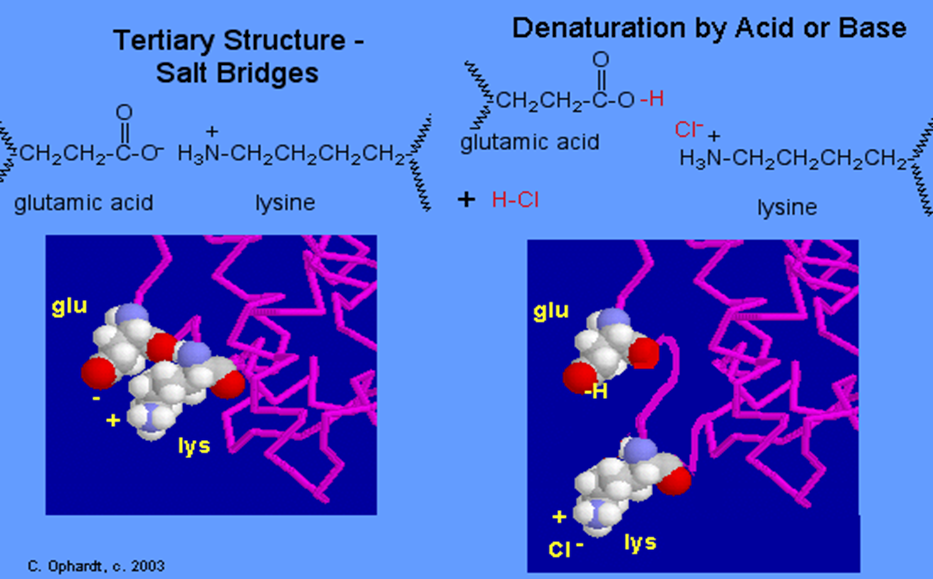 Tertiary Structure -
Salt Bridges
O
CH2CH2-C-O-
+
H3N-CH2CH2CH2CH2-
glutamic acid
lysine
Denaturation by Acid or Base
O
CH2CH2-C-O -H
glutamic acid
Cl- +
H3N-CH2CH2CH2CH2-
+ H-Cl
lysine
glu
-
+
lys
glu
-H
+
Cl -
lys
C. Ophardt, c. 2003